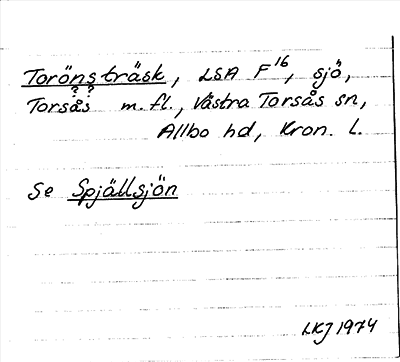 Torönsträsk, LSA F¹⁶, sjö,
? ?
Torsås m. fl., Västra Torsås sn,
Allbo hd, Kron. l.
Se Spjällsjön
LKJ 1974